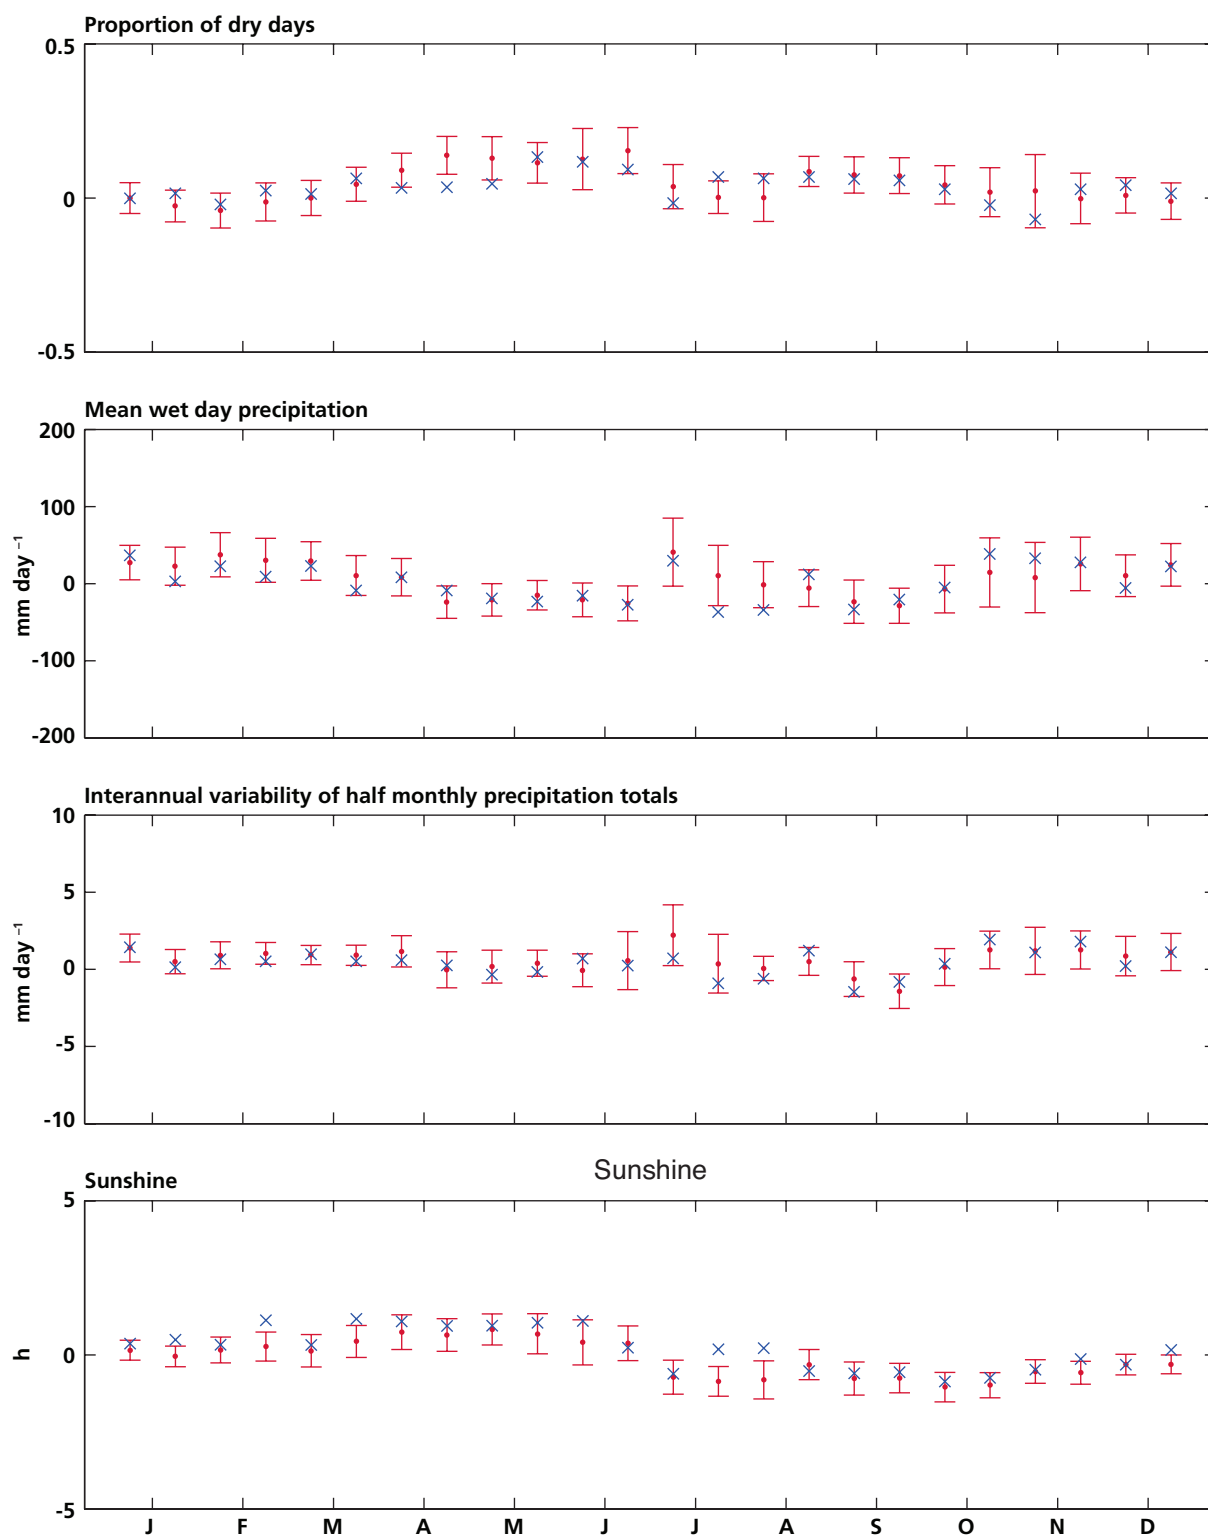 Proportion of dry days
0.5
0
-0.5
Mean wet day precipitation
200
100
0
-100
-200
mm day –1
Interannual variability of half monthly precipitation totals
10
5
0
-5
-10
mm day –1
Sunshine
Sunshine
5
0
-5
h
J F M A M J J A S O N D